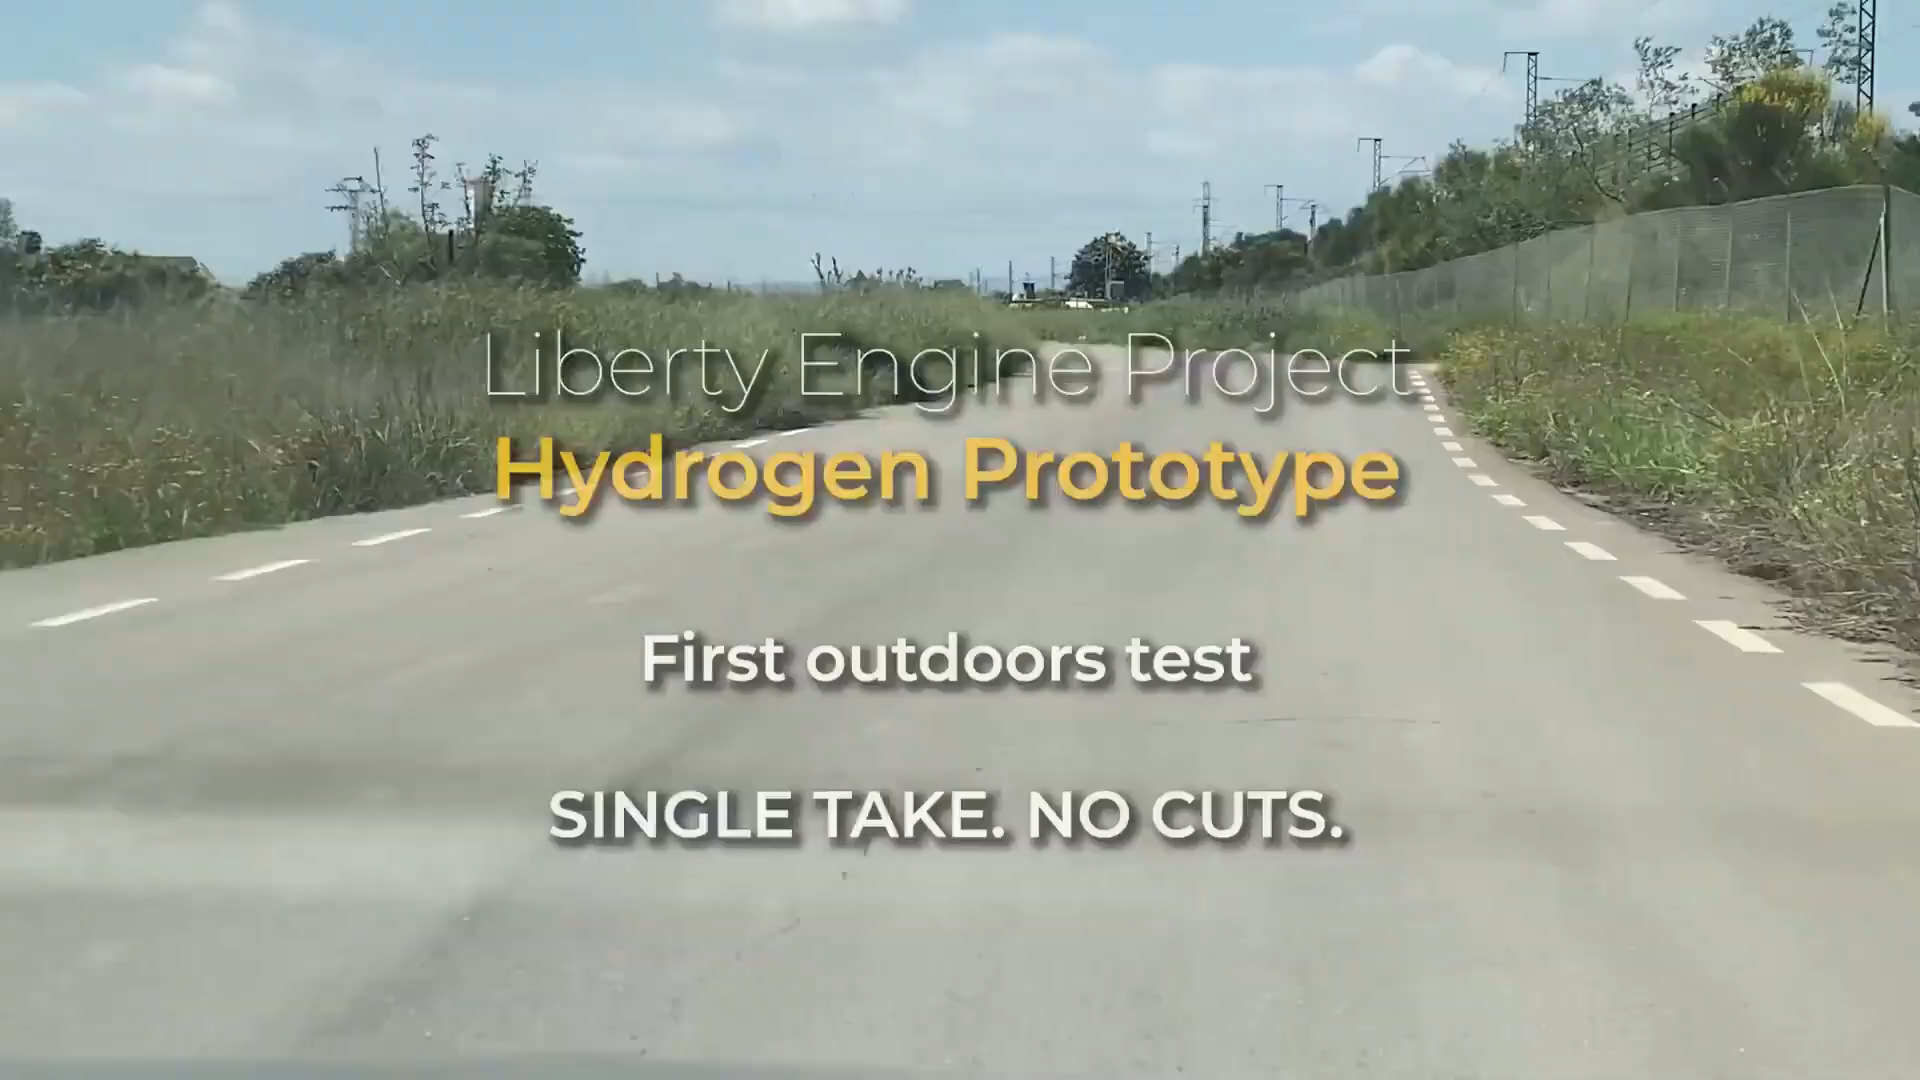 Liberty Engine Project
Hydrogen Prototype
First outdoors test
SINGLE TAKE. NO CUTS.